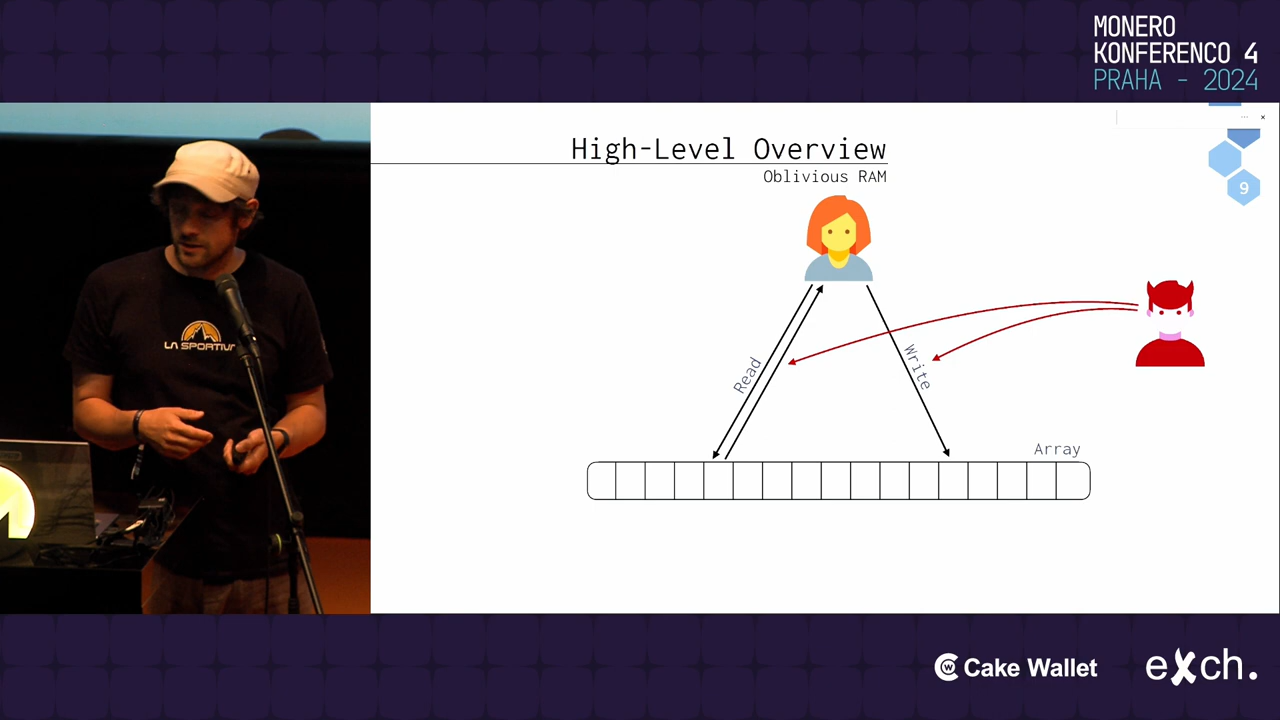 MONERO
KONFERENCO 4
PRAHA - 2024
High-Level Overview
Oblivious RAM
9
Read
Write
Array
LA SPORTIVA
Cake Wallet
exch.